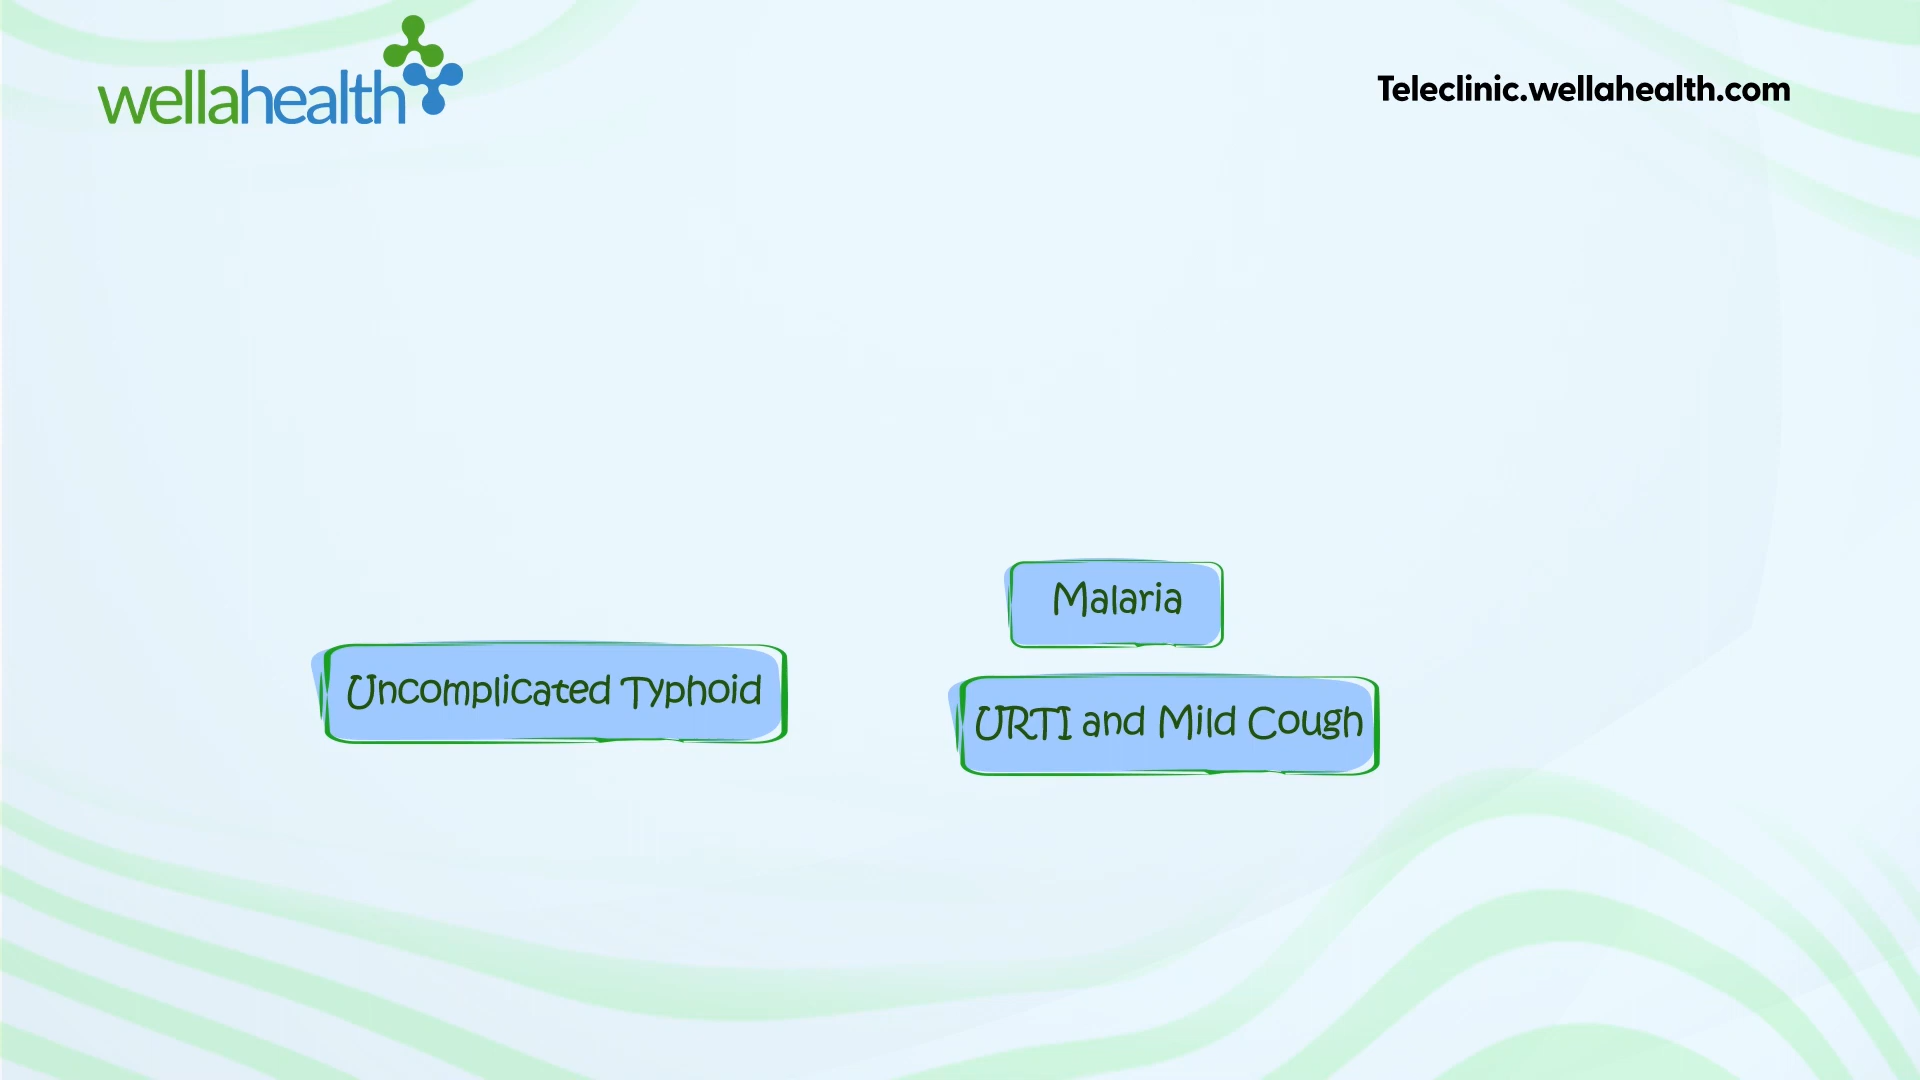 wellahealth
Teleclinic.wellahealth.com
Malaria
Uncomplicated Typhoid
URTI and Mild Cough